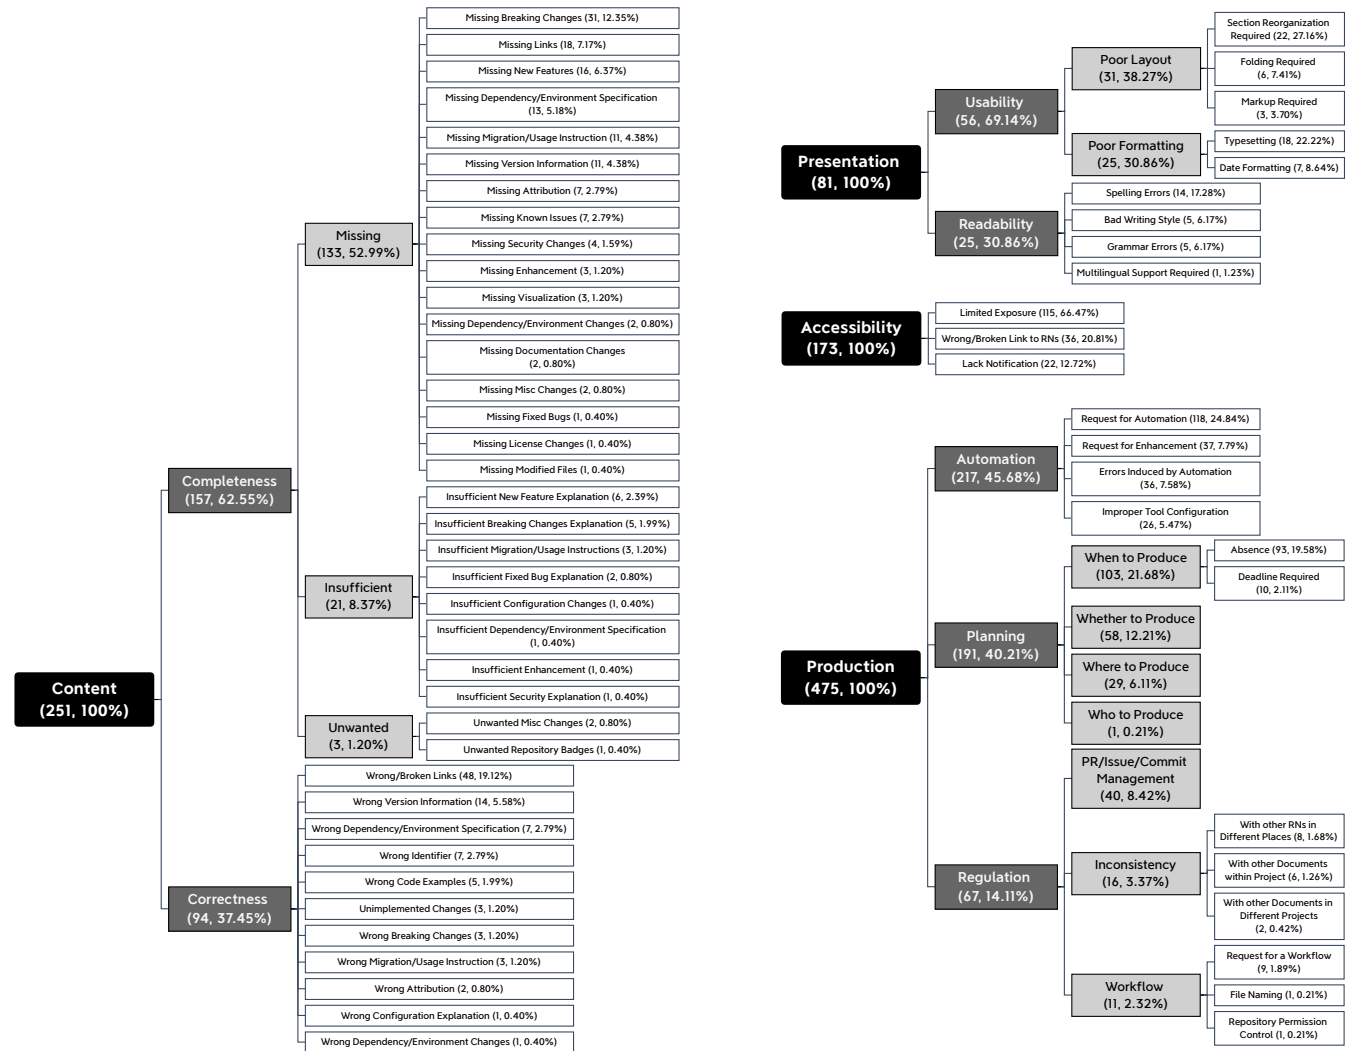 Content
(251, 100%)
Completeness
(157, 62.55%)
Missing
(133, 52.99%)
Missing Breaking Changes (31, 12.35%)
Missing Links (18, 7.17%)
Missing New Features (16, 6.37%)
Missing Dependency/Environment Specification
(13, 5.18%)
Missing Migration/Usage Instruction (11, 4.38%)
Missing Version Information (11, 4.38%)
Missing Attribution (7, 2.79%)
Missing Known Issues (7, 2.79%)
Missing Security Changes (4, 1.59%)
Missing Enhancement (3, 1.20%)
Missing Visualization (3, 1.20%)
Missing Dependency/Environment Changes (2, 0.80%)
Missing Documentation Changes
(2, 0.80%)
Missing Misc Changes (2, 0.80%)
Missing Fixed Bugs (1, 0.40%)
Missing License Changes (1, 0.40%)
Missing Modified Files (1, 0.40%)
Insufficient
(21, 8.37%)
Insufficient New Feature Explanation (6, 2.39%)
Insufficient Breaking Changes Explanation (5, 1.99%)
Insufficient Migration/Usage Instructions (3, 1.20%)
Insufficient Fixed Bug Explanation (2, 0.80%)
Insufficient Configuration Changes (1, 0.40%)
Insufficient Dependency/Environment Specification
(1, 0.40%)
Insufficient Enhancement (1, 0.40%)
Insufficient Security Explanation (1, 0.40%)
Unwanted
(3, 1.20%)
Unwanted Misc Changes (2, 0.80%)
Unwanted Repository Badges (1, 0.40%)
Correctness
(94, 37.45%)
Wrong/Broken Links (48, 19.12%)
Wrong Version Information (14, 5.58%)
Wrong Dependency/Environment Specification (7, 2.79%)
Wrong Identifier (7, 2.79%)
Wrong Code Examples (5, 1.99%)
Unimplemented Changes (3, 1.20%)
Wrong Breaking Changes (3, 1.20%)
Wrong Migration/Usage Instruction (3, 1.20%)
Wrong Attribution (2, 0.80%)
Wrong Configuration Explanation (1, 0.40%)
Wrong Dependency/Environment Changes (1, 0.40%)
Presentation
(81, 100%)
Usability
(56, 69.14%)
Poor Layout
(31, 38.27%)
Section Reorganization
Required (22, 27.16%)
Folding Required
(6, 7.41%)
Markup Required
(3, 3.70%)
Poor Formatting
(25, 30.86%)
Typesetting (18, 22.22%)
Date Formatting (7, 8.64%)
Readability
(25, 30.86%)
Spelling Errors (14, 17.28%)
Bad Writing Style (5, 6.17%)
Grammar Errors (5, 6.17%)
Multilingual Support Required (1, 1.23%)
Accessibility
(173, 100%)
Limited Exposure (115, 66.47%)
Wrong/Broken Link to RNs (36, 20.81%)
Lack Notification (22, 12.72%)
Production
(475, 100%)
Automation
(217, 45.68%)
Request for Automation (118, 24.84%)
Request for Enhancement (37, 7.79%)
Errors Induced by Automation
(36, 7.58%)
Improper Tool Configuration
(26, 5.47%)
Planning
(191, 40.21%)
When to Produce
(103, 21.68%)
Absence (93, 19.58%)
Deadline Required
(10, 2.11%)
Whether to Produce
(58, 12.21%)
Where to Produce
(29, 6.11%)
Who to Produce
(1, 0.21%)
Regulation
(67, 14.11%)
PR/Issue/Commit
Management
(40, 8.42%)
Inconsistency
(16, 3.37%)
With other RNs in
Different Places (8, 1.68%)
With other Documents
within Project (6, 1.26%)
With other Documents in
Different Projects
(2, 0.42%)
Workflow
(11, 2.32%)
Request for a Workflow
(9, 1.89%)
File Naming (1, 0.21%)
Repository Permission
Control (1, 0.21%)